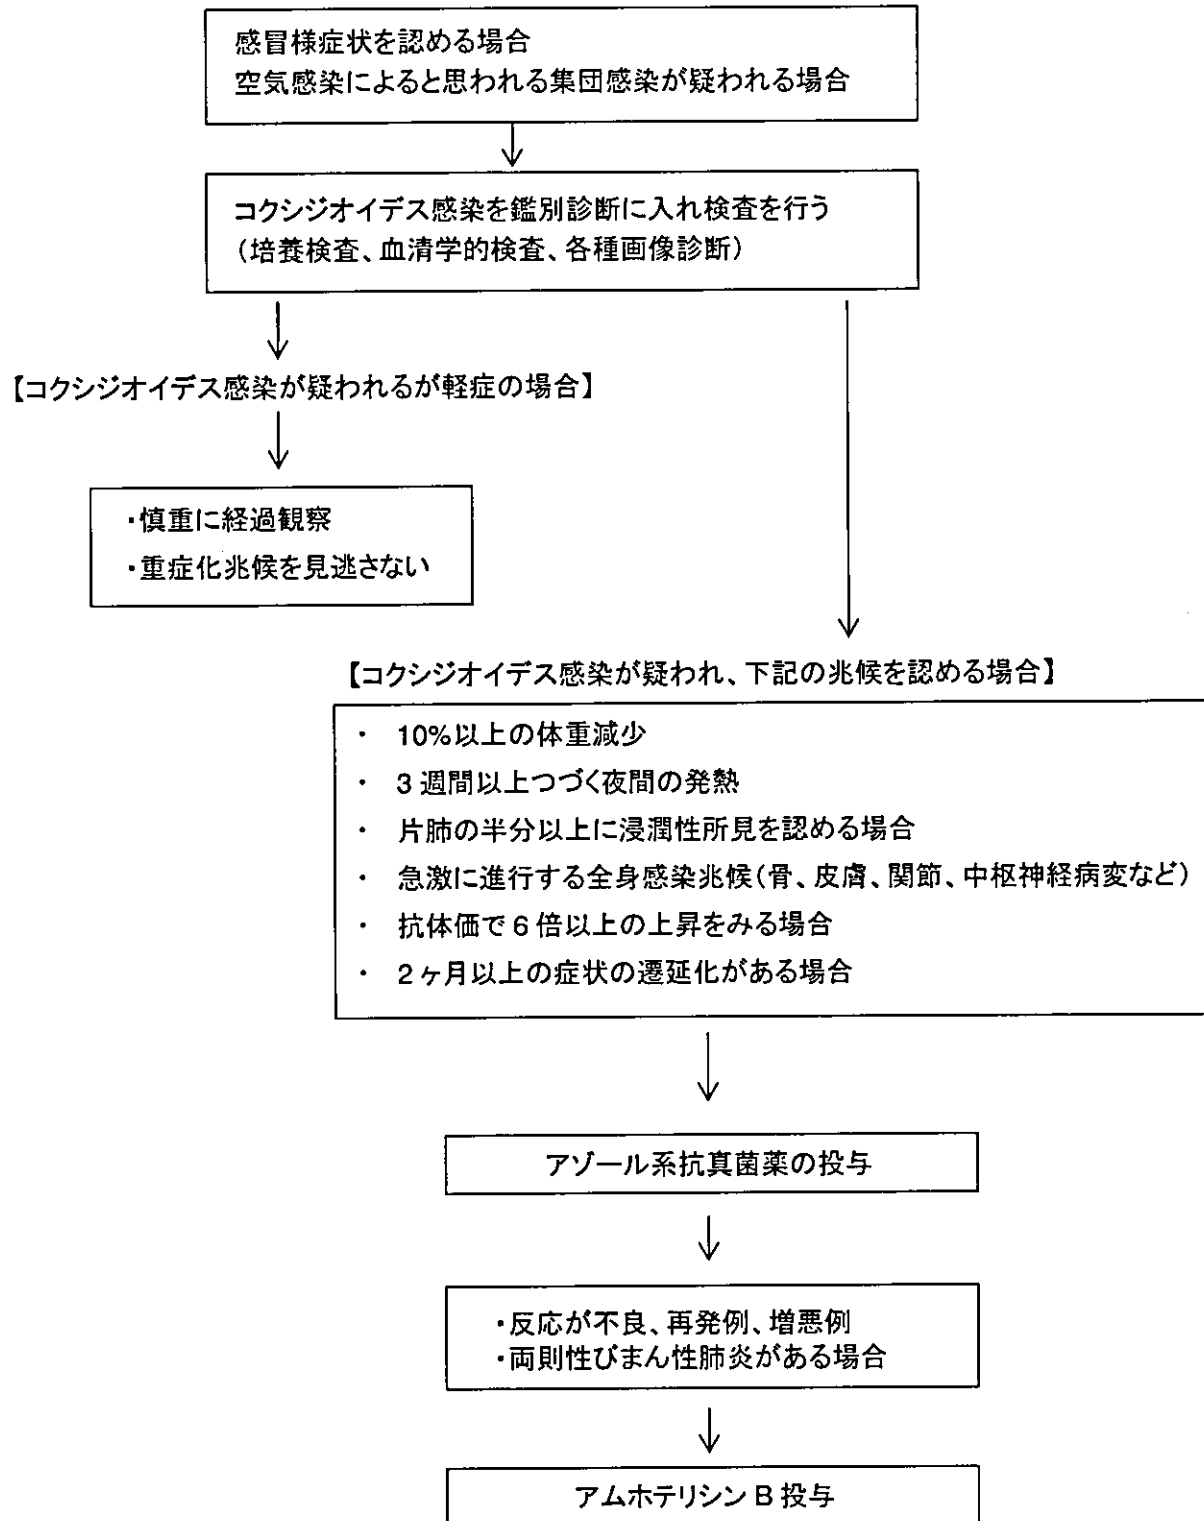 感冒様症状を認める場合
空気感染によると思われる集団感染が疑われる場合
コクシジオイデス感染を鑑別診断に入れ検査を行う
（培養検査、血清学的検査、各種画像診断）
【コクシジオイデス感染が疑われるが軽症の場合】
・慎重に経過観察
・重症化兆候を見逃さない
【コクシジオイデス感染が疑われ、下記の兆候を認める場合】
・ 10%以上の体重減少
・ 3 週間以上つづく夜間の発熱
・ 片肺の半分以上に浸潤性所見を認める場合
・ 急激に進行する全身感染兆候（骨、皮膚、関節、中枢神経病変など）
・ 抗体価で 6 倍以上の上昇をみる場合
・ 2 ヶ月以上の症状の遷延化がある場合
アゾール系抗真菌薬の投与
・反応が不良、再発例、増悪例
・両則性びまん性肺炎がある場合
アムホテリシン B 投与